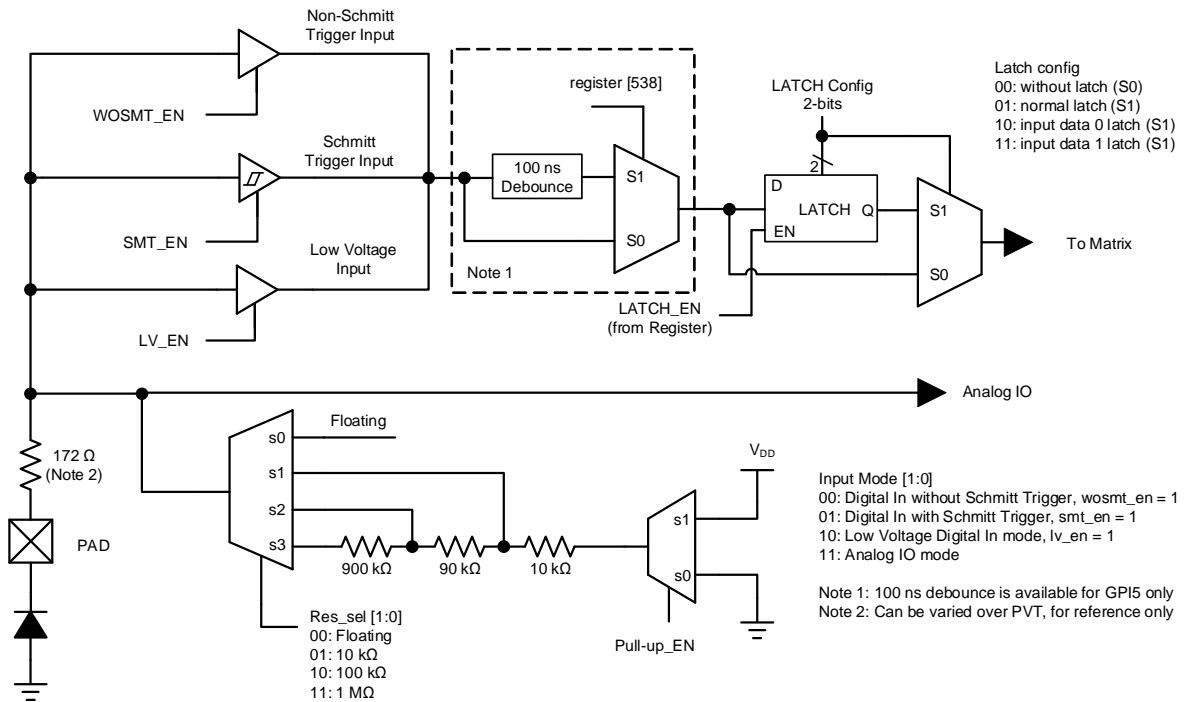 Non-Schmitt
Trigger Input
WOSMT_EN
Schmitt
Trigger Input
SMT_EN
Low Voltage
Input
LV_EN
register [538]
100 ns
Debounce
S1
S0
Note 1
LATCH Config
2-bits
2
D
LATCH
Q
EN
LATCH_EN
(from Register)
S1
S0
To Matrix
Latch config
00: without latch (S0)
01: normal latch (S1)
10: input data 0 latch (S1)
11: input data 1 latch (S1)
Analog IO
172 Ω
(Note 2)
PAD
Floating
s0
s1
s2
s3
900 kΩ
90 kΩ
10 kΩ
Res_sel [1:0]
00: Floating
01: 10 kΩ
10: 100 kΩ
11: 1 MΩ
VDD
s1
s0
Pull-up_EN
Input Mode [1:0]
00: Digital In without Schmitt Trigger, wosmt_en = 1
01: Digital In with Schmitt Trigger, smt_en = 1
10: Low Voltage Digital In mode, lv_en = 1
11: Analog IO mode
Note 1: 100 ns debounce is available for GPI5 only
Note 2: Can be varied over PVT, for reference only